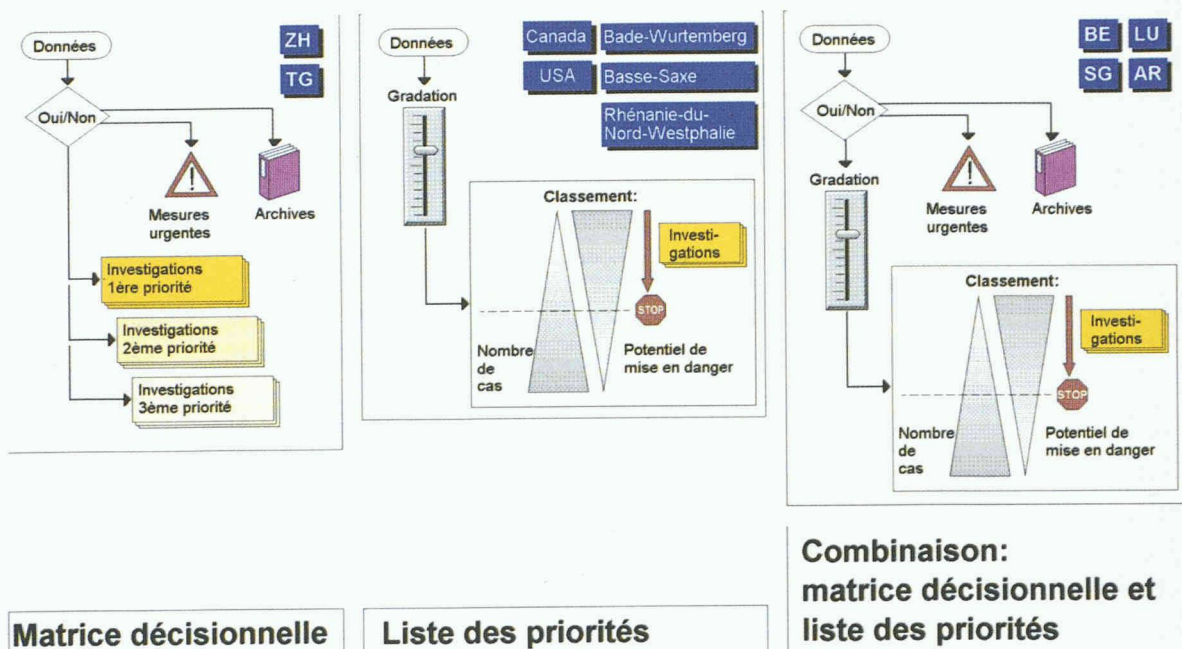 Données
ZH
TG
Oui/Non
Mesures
urgentes
Archives
Investigations
1ère priorité
Investigations
2ème priorité
Investigations
3ème priorité
Matrice décisionnelle
Données
Canada
Bade-Wurtemberg
USA
Basse-Saxe
Rhénanie-du-
Nord-Westphalie
Gradation
Classement:
Investi-
gations
STOP
Nombre
de
cas
Potentiel de
mise en danger
Liste des priorités
Données
BE
LU
SG
AR
Oui/Non
Gradation
Mesures
urgentes
Archives
Classement:
Investi-
gations
STOP
Nombre
de
cas
Potentiel de
mise en danger
Combinaison:
matrice décisionnelle et
liste des priorités